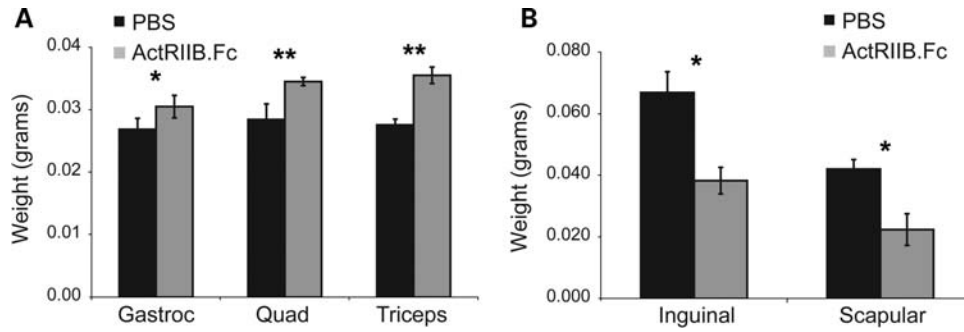 A
PBS
ActRIIB.Fc
Weight (grams)
0.04
0.03
0.02
0.01
0.00
*
**
**
Gastroc Quad Triceps
B
PBS
ActRIIB.Fc
Weight (grams)
0.080
0.060
0.040
0.020
0.000
*
*
Inguinal Scapular